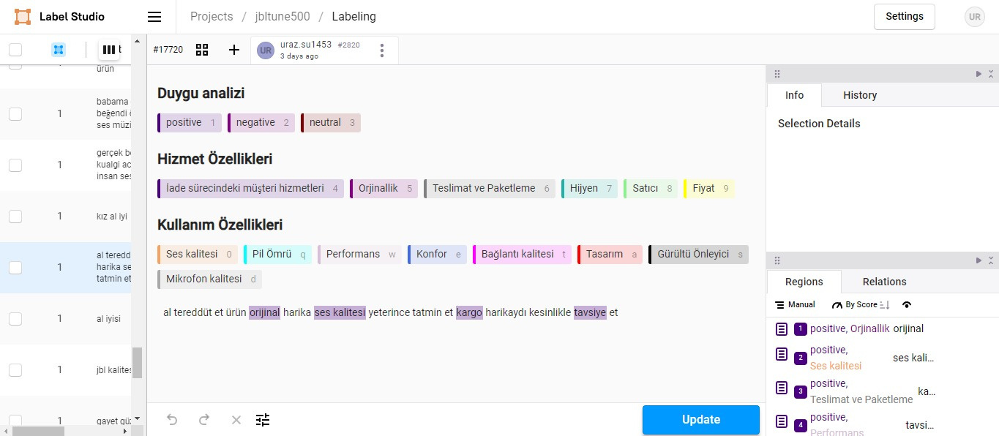 Label Studio
Projects / jbltune500 / Labeling
Settings
UR
t
#17720
UR
uraz.su1453 #2820
3 days ago
ürün
1 babama
beğendi
ses müzi
1 gerçek
kualgi ac
insan ses
1 kız al iyi
1 al teredd
harika se
tatmin et
1 al iyisi
1 jbl kalites
1 gayet gü
Duygu analizi
positive 1 negative 2 neutral 3
Hizmet Özellikleri
İade sürecindeki müşteri hizmetleri 4 Orjinallik 5 Teslimat ve Paketleme 6 Hijyen 7 Satıcı 8 Fiyat 9
Kullanım Özellikleri
Ses kalitesi 0 Pil Ömrü q Performans w Konfor e Bağlantı kalitesi t Tasarım a Gürültü Önleyici s
Mikrofon kalitesi d
al tereddüt et ürün orijinal harika ses kalitesi yeterince tatmin et kargo harikaydı kesinlikle tavsiye et
Update
Info History
Selection Details
Regions Relations
Manual By Score
1 positive, Orjinallik orijinal
2 positive,
Ses kalitesi ses kali...
3 positive,
Teslimat ve Paketleme ka...
4 positive,
Performans tavsi...